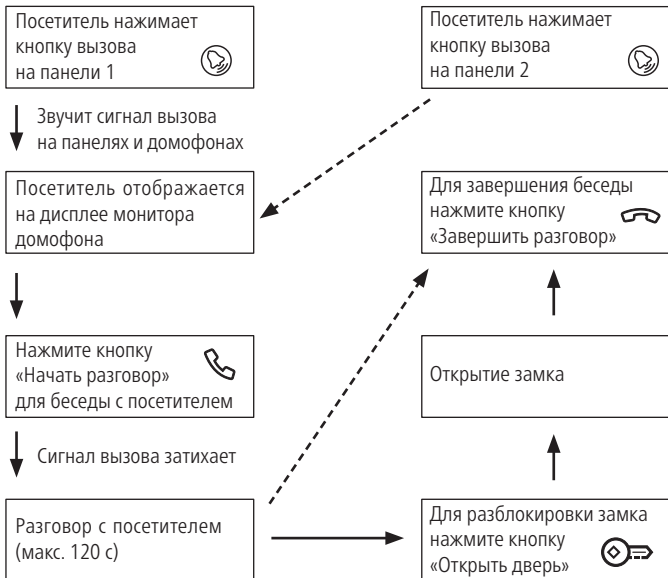 Посетитель нажимает
кнопку вызова
на панели 1
Посетитель нажимает
кнопку вызова
на панели 2
Звучит сигнал вызова
на панелях и домофонах
Посетитель отображается
на дисплее монитора
домофона
Для завершения беседы
нажмите кнопку
«Завершить разговор»
Нажмите кнопку
«Начать разговор»
для беседы с посетителем
Открытие замка
Сигнал вызова затихает
Разговор с посетителем
(макс. 120 с)
Для разблокировки замка
нажмите кнопку
«Открыть дверь»